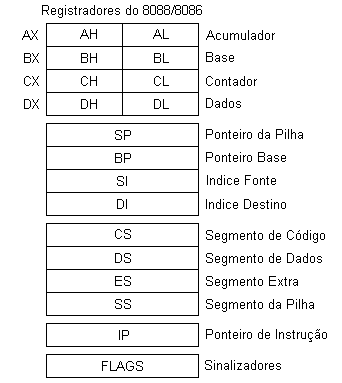 Registradores do 8088/8086
AX AH AL Acumulador
BX BH BL Base
CX CH CL Contador
DX DH DL Dados
SP Ponteiro da Pilha
BP Ponteiro Base
SI Indice Fonte
DI Indice Destino
CS Segmento de Código
DS Segmento de Dados
ES Segmento Extra
SS Segmento da Pilha
IP Ponteiro de Instrução
FLAGS Sinalizadores